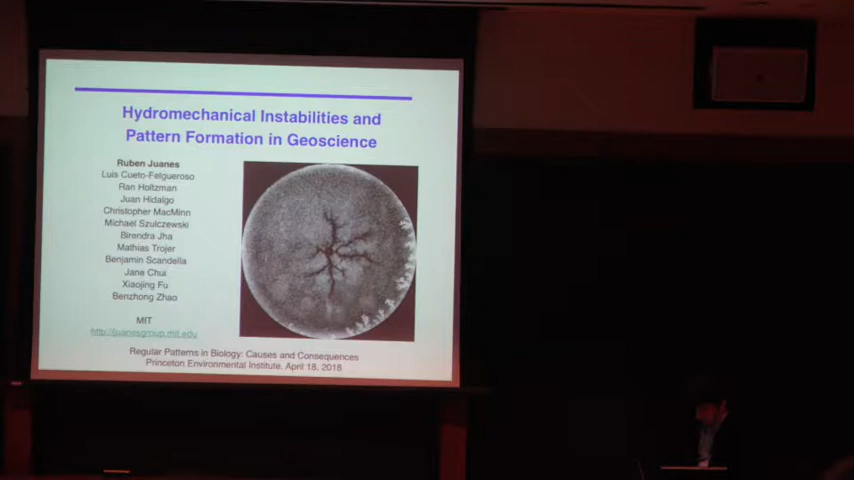 Hydromechanical Instabilities and
Pattern Formation in Geoscience
Ruben Juanes
Luis Cueto-Felgueroso
Ran Holtzman
Juan Hidalgo
Christopher MacMinn
Michael Szulczewski
Birendra Jha
Mathias Trojer
Benjamin Scandella
Jane Chui
Xiaojing Fu
Benzhong Zhao
MIT
http://juanesgroup.mit.edu
Regular Patterns in Biology: Causes and Consequences
Princeton Environmental Institute, April 18, 2018